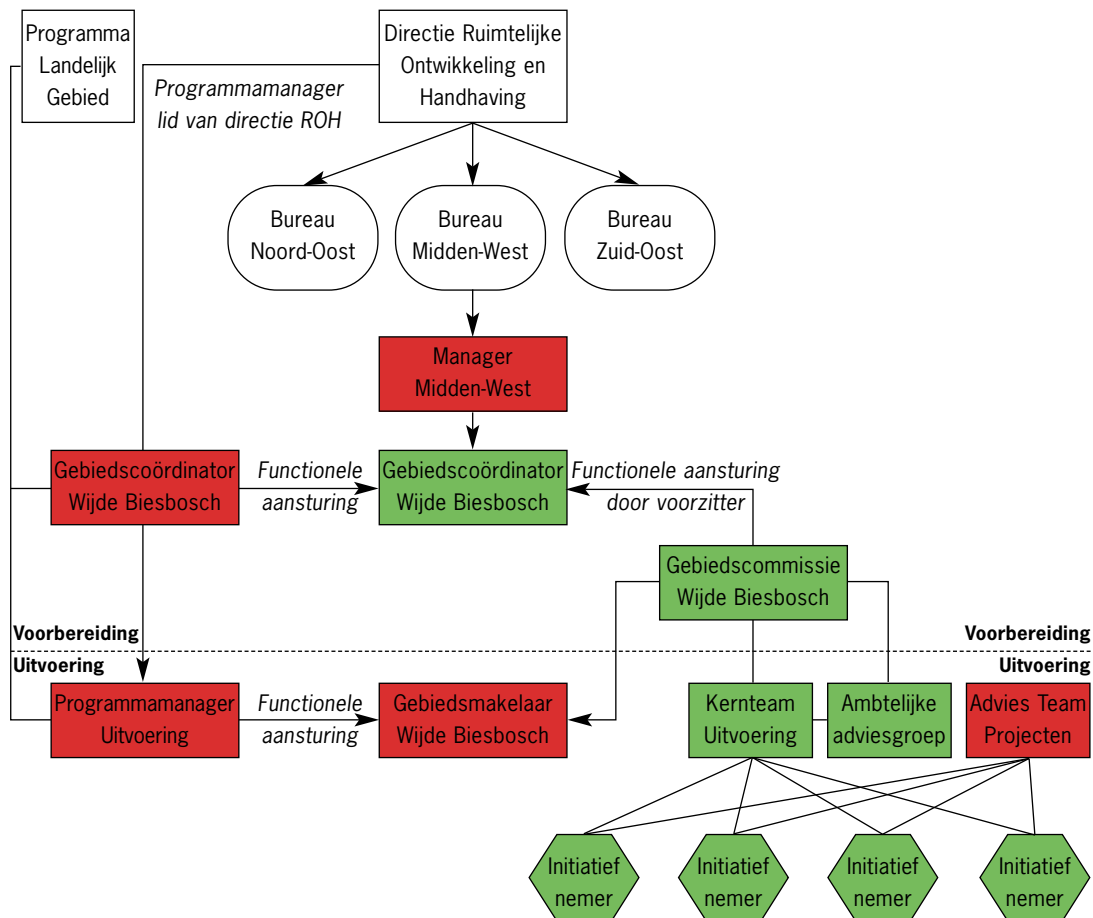 Programma
Landelijk
Gebied
Directie Ruimtelijke
Ontwikkeling en
Handhaving
Programmamanager
lid van directie ROH
Bureau
Noord-Oost
Bureau
Midden-West
Bureau
Zuid-Oost
Manager
Midden-West
Gebiedscoördinator
Wijde Biesbosch
Functionele
aansturing
Gebiedscoördinator
Wijde Biesbosch
Functionele aansturing
door voorzitter
Gebiedscommissie
Wijde Biesbosch
Voorbereiding
Voorbereiding
Uitvoering
Uitvoering
Programmamanager
Uitvoering
Functionele
aansturing
Gebiedsmakelaar
Wijde Biesbosch
Kernteam
Uitvoering
Ambtelijke
adviesgroep
Advies Team
Projecten
Initiatief
nemer
Initiatief
nemer
Initiatief
nemer
Initiatief
nemer